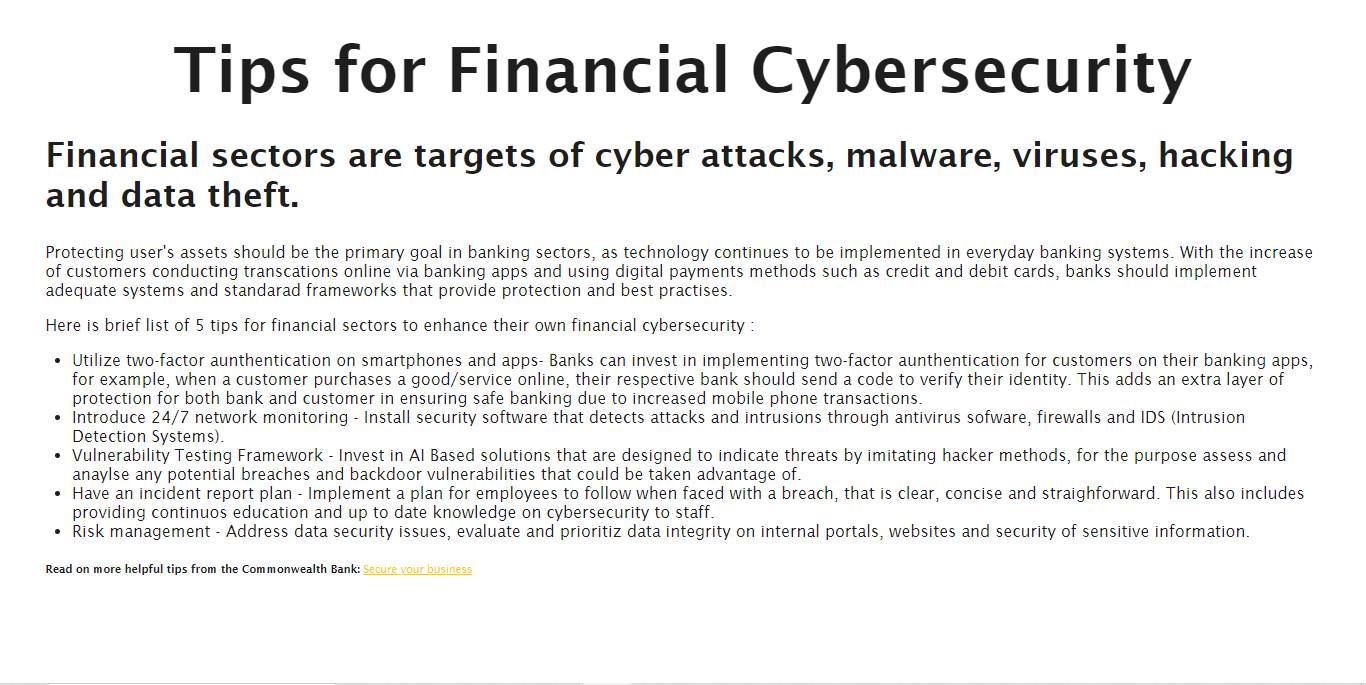 Tips for Financial Cybersecurity
Financial sectors are targets of cyber attacks, malware, viruses, hacking
and data theft.
Protecting user's assets should be the primary goal in banking sectors, as technology continues to be implemented in everyday banking systems. With the increase
of customers conducting transcations online via banking apps and using digital payments methods such as credit and debit cards, banks should implement
adequate systems and standarad frameworks that provide protection and best practises.
Here is brief list of 5 tips for financial sectors to enhance their own financial cybersecurity :
• Utilize two-factor aunthentication on smartphones and apps- Banks can invest in implementing two-factor aunthentication for customers on their banking apps,
for example, when a customer purchases a good/service online, their respective bank should send a code to verify their identity. This adds an extra layer of
protection for both bank and customer in ensuring safe banking due to increased mobile phone transactions.
• Introduce 24/7 network monitoring - Install security software that detects attacks and intrusions through antivirus sofware, firewalls and IDS (Intrusion
Detection Systems).
• Vulnerability Testing Framework - Invest in AI Based solutions that are designed to indicate threats by imitating hacker methods, for the purpose assess and
anaylse any potential breaches and backdoor vulnerabilities that could be taken advantage of.
• Have an incident report plan - Implement a plan for employees to follow when faced with a breach, that is clear, concise and straighforward. This also includes
providing continuos education and up to date knowledge on cybersecurity to staff.
• Risk management - Address data security issues, evaluate and prioritiz data integrity on internal portals, websites and security of sensitive information.
Read on more helpful tips from the Commonwealth Bank: Secure your business